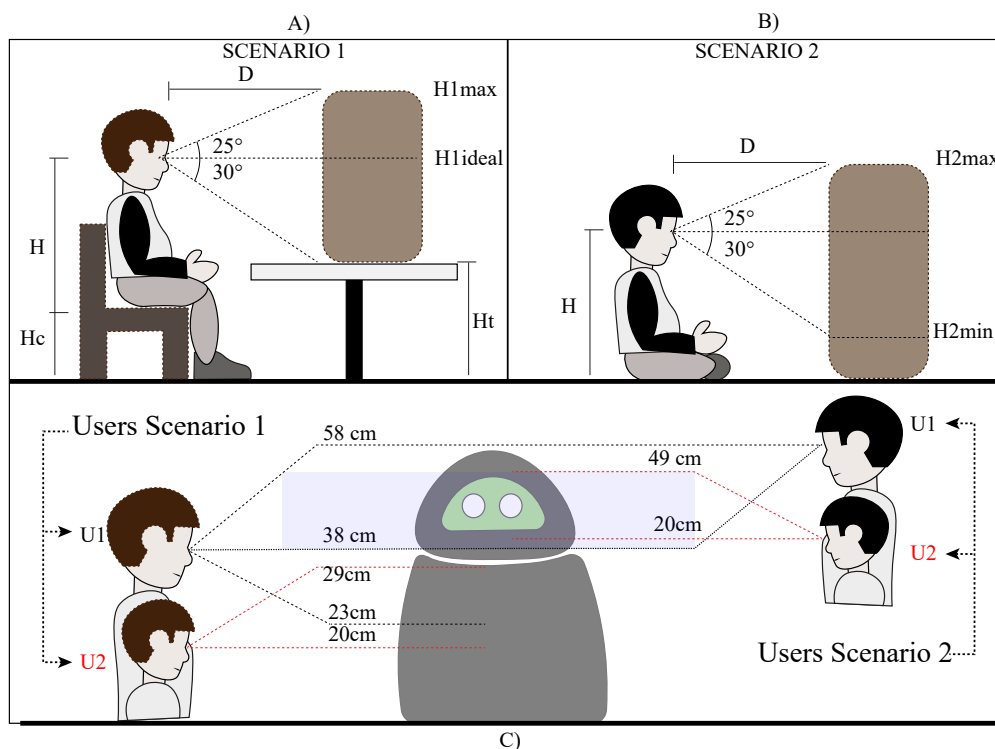 A)
B)
SCENARIO 1
SCENARIO 2
D
H1max
25°
30°
H1ideal
H
Hc
Ht
D
H2max
25°
30°
H
H2min
Users Scenario 1
58 cm
U1
49 cm
U1
38 cm
20cm
29cm
U2
23cm
20cm
U2
Users Scenario 2
C)